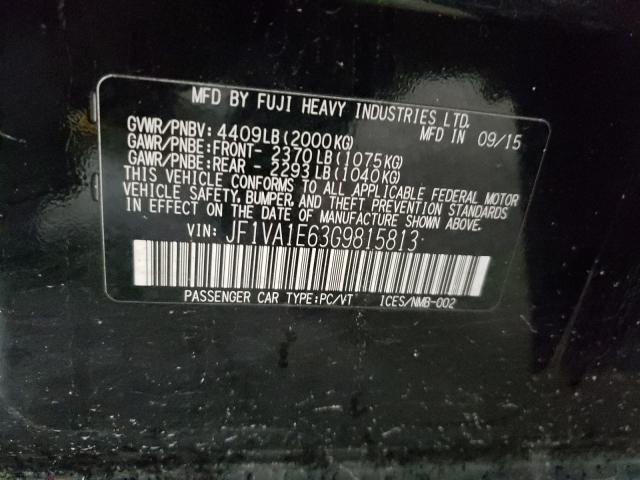 MFD BY FUJI HEAVY INDUSTRIES LTD.
GVWR/PNBV: 4409LB(2000KG) MFD IN 09/15
GAWR/PNBE:FRONT- 2370LB(1075KG)
GAWR/PNBE:REAR - 2293LB(1040KG)
THIS VEHICLE CONFORMS TO ALL APPLICABLE FEDERAL MOTOR
VEHICLE SAFETY, BUMPER, AND THEFT PREVENTION STANDARDS
IN EFFECT ON THE DATE OF MANUFACTURE SHOWN ABOVE.
VIN: JF1VA1E63G9815813
PASSENGER CAR TYPE:PC/VT ICES/NMB-002